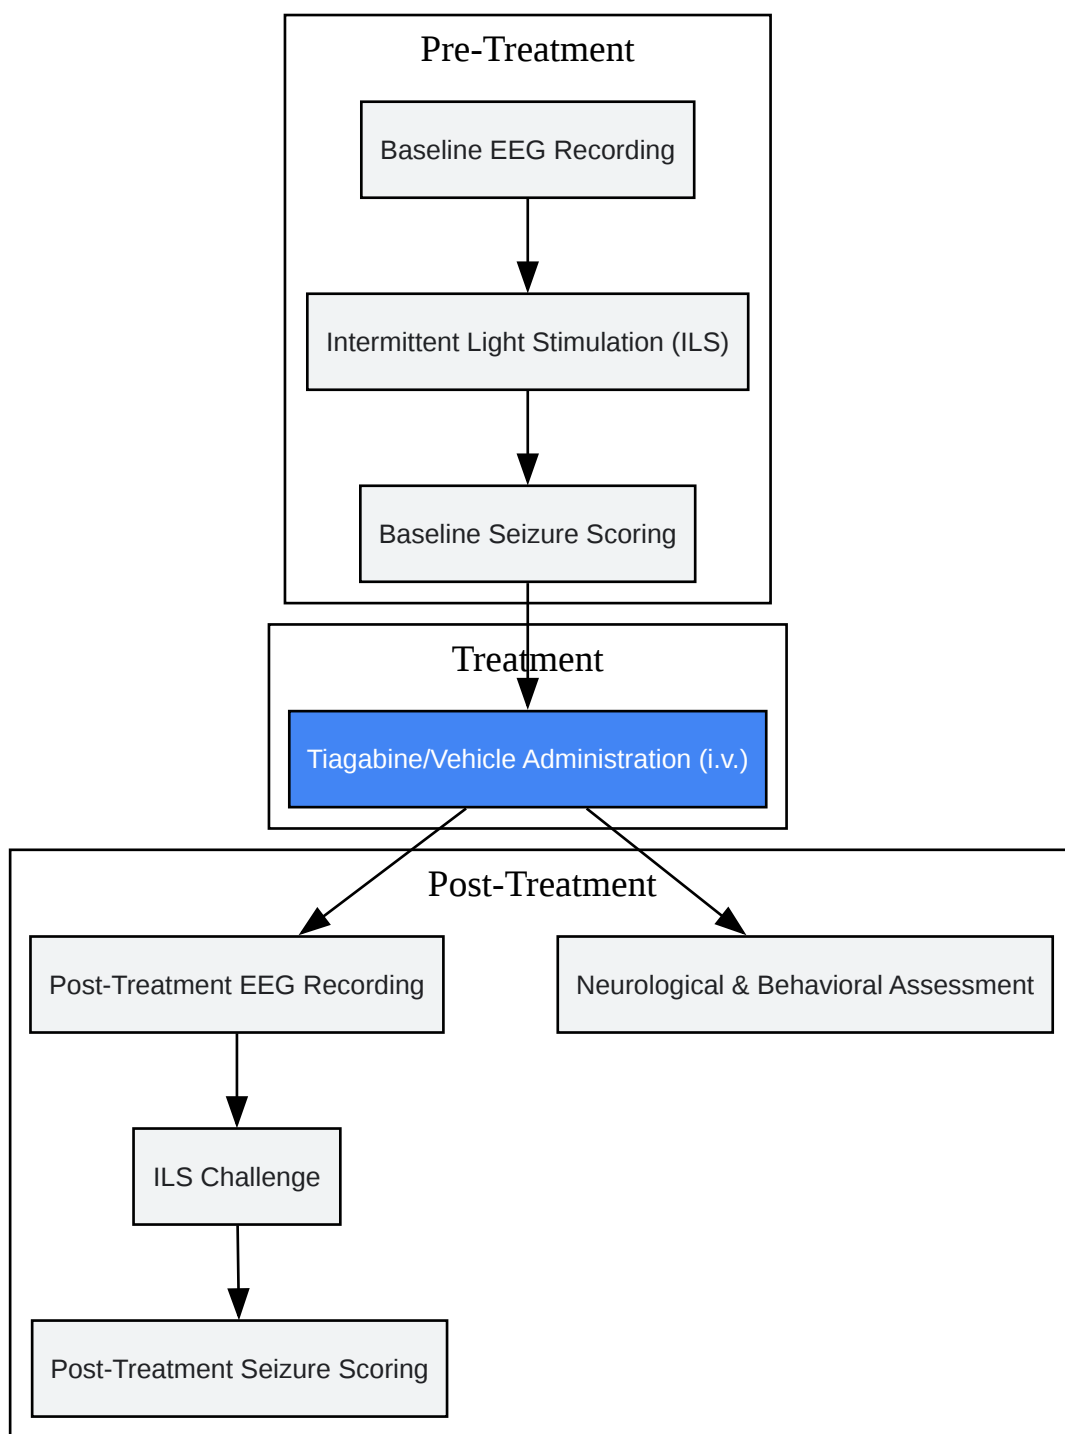 Pre-Treatment
Baseline EEG Recording
Intermittent Light Stimulation (ILS)
Baseline Seizure Scoring
Treatment
Tiagabine/Vehicle Administration (i.v.)
Post-Treatment
Post-Treatment EEG Recording
Neurological & Behavioral Assessment
ILS Challenge
Post-Treatment Seizure Scoring